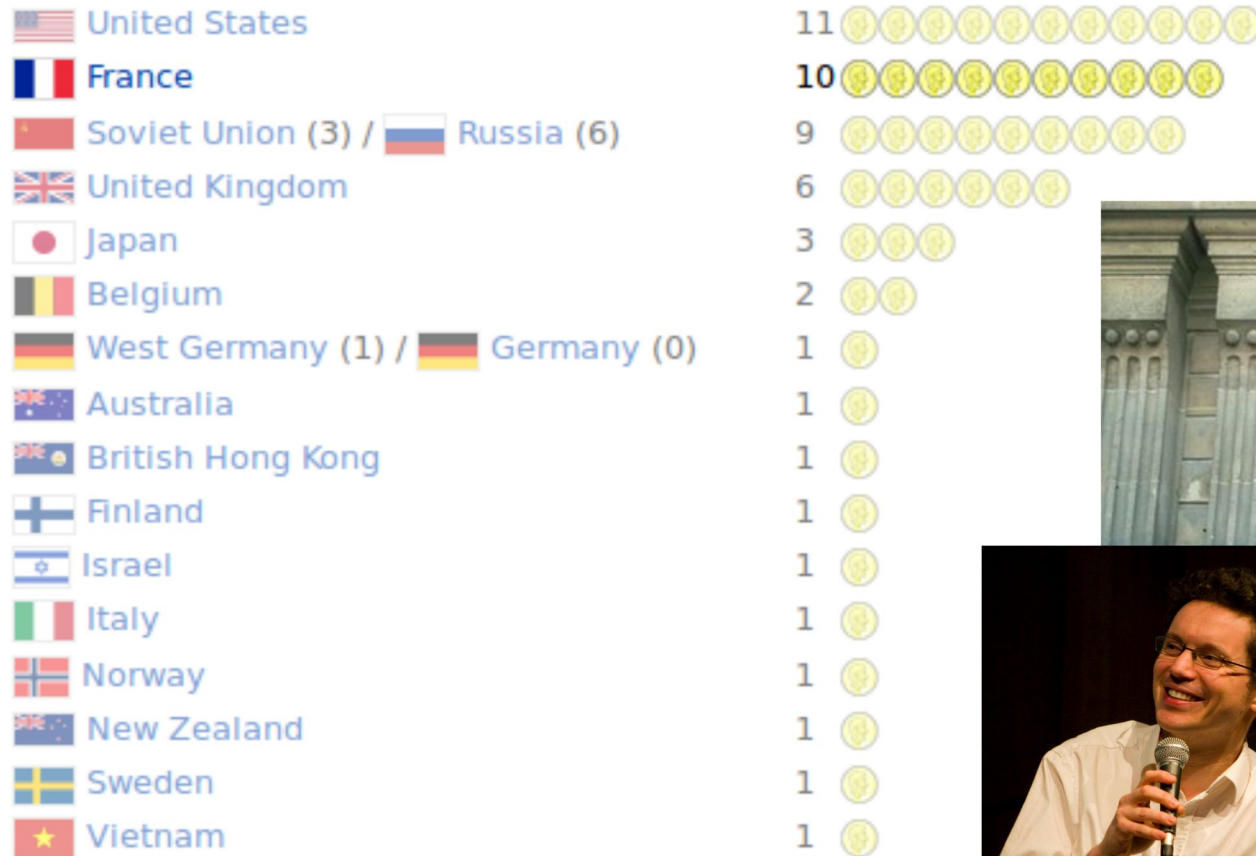 United States 11
France 10
Soviet Union (3) / Russia (6) 9
United Kingdom 6
Japan 3
Belgium 2
West Germany (1) / Germany (0) 1
Australia 1
British Hong Kong 1
Finland 1
Israel 1
Italy 1
Norway 1
New Zealand 1
Sweden 1
Vietnam 1